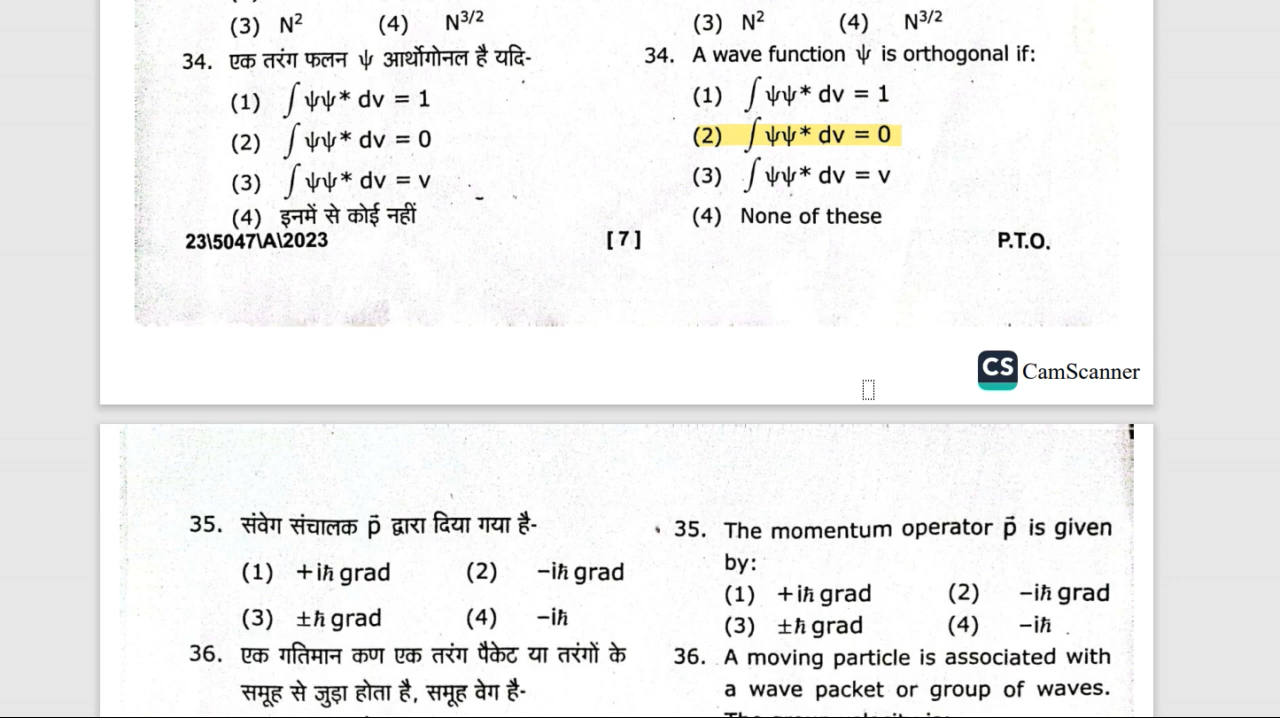 (3) N² (4) N³/²
34. एक तरंग फलन ψ आर्थोगोनल है यदि-
(1) ∫ψψ* dv = 1
(2) ∫ψψ* dv = 0
(3) ∫ψψ* dv = v
(4) इनमें से कोई नहीं
(3) N² (4) N³/²
34. A wave function ψ is orthogonal if:
(1) ∫ψψ* dv = 1
(2) ∫ψψ* dv = 0
(3) ∫ψψ* dv = v
(4) None of these
23\5047\A\2023 [7] P.T.O.
CS CamScanner
35. संवेग संचालक p⃗ द्वारा दिया गया है-
(1) +iℏ grad (2) −iℏ grad
(3) ±ℏ grad (4) −iℏ
36. एक गतिमान कण एक तरंग पैकेट या तरंगों के
समूह से जुड़ा होता है, समूह वेग है-
35. The momentum operator p⃗ is given
by:
(1) +iℏ grad (2) −iℏ grad
(3) ±ℏ grad (4) −iℏ
36. A moving particle is associated with
a wave packet or group of waves.